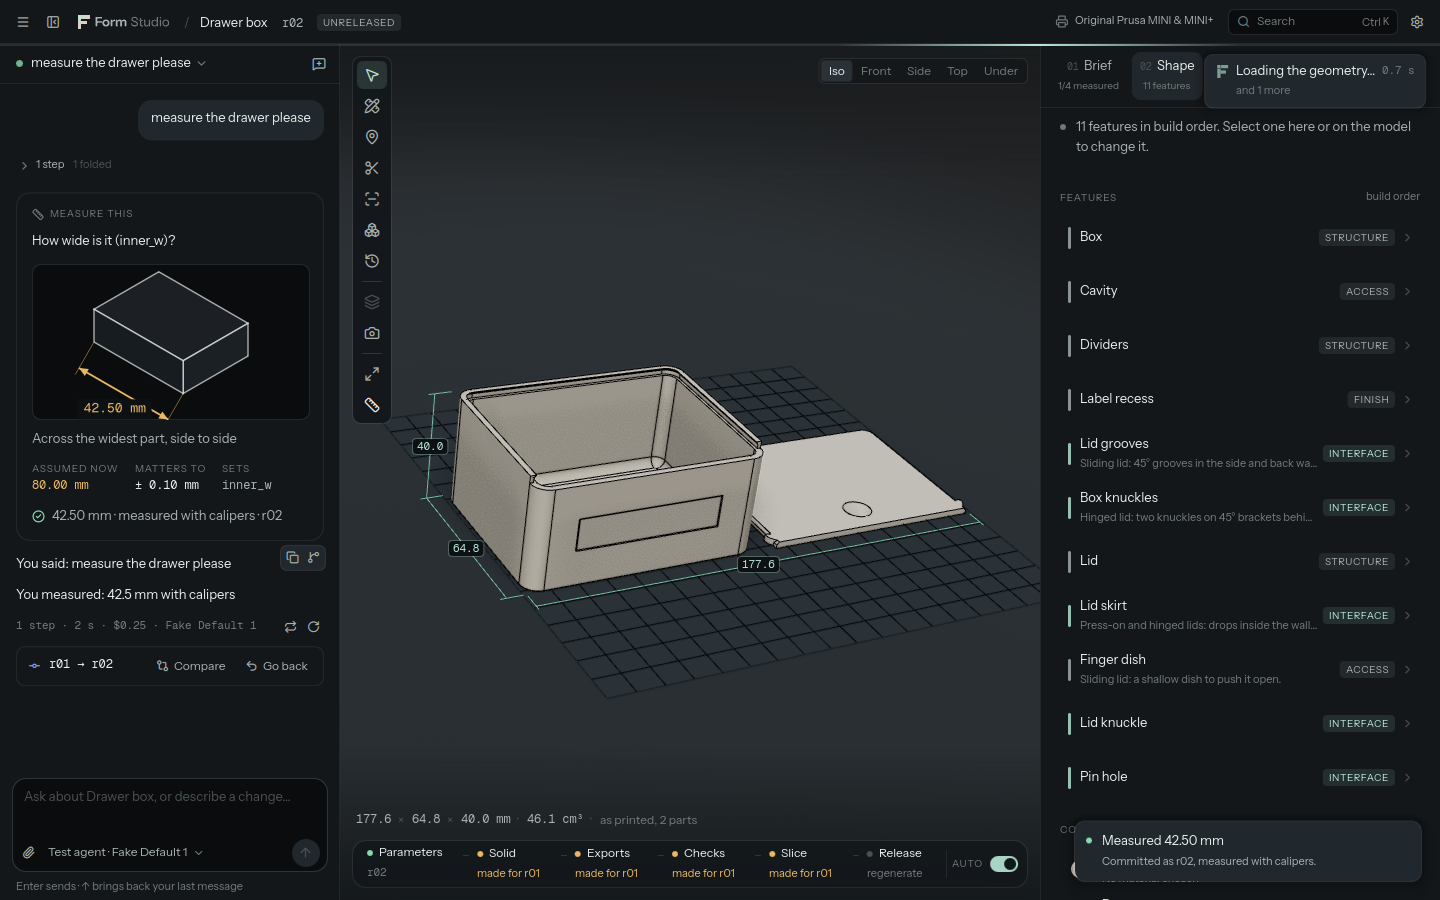 Form Studio / Drawer box r02 UNRELEASED
Original Prusa MINI & MINI+
Search Ctrl K
measure the drawer please
measure the drawer please
1 step 1 folded
MEASURE THIS
How wide is it (inner_w)?
42.50 mm
Across the widest part, side to side
ASSUMED NOW MATTERS TO SETS
80.00 mm ± 0.10 mm inner_w
42.50 mm · measured with calipers · r02
You said: measure the drawer please
You measured: 42.5 mm with calipers
1 step · 2 s · $0.25 · Fake Default 1
r01 → r02 Compare Go back
Ask about Drawer box, or describe a change...
Test agent · Fake Default 1
Enter sends · ↑ brings back your last message
Iso Front Side Top Under
40.0
64.8
177.6
177.6 × 64.8 × 40.0 mm · 46.1 cm³ · as printed, 2 parts
Parameters — Solid — Exports — Checks — Slice — Release
r02 made for r01 made for r01 made for r01 made for r01 regenerate
AUTO
01 Brief
1/4 measured
02 Shape
11 features
Loading the geometry... 0.7 s
and 1 more
11 features in build order. Select one here or on the model
to change it.
FEATURES build order
Box STRUCTURE
Cavity ACCESS
Dividers STRUCTURE
Label recess FINISH
Lid grooves INTERFACE
Sliding lid: 45° grooves in the side and back wa...
Box knuckles INTERFACE
Hinged lid: two knuckles on 45° brackets behi...
Lid STRUCTURE
Lid skirt INTERFACE
Press-on and hinged lids: drops inside the wall...
Finger dish ACCESS
Sliding lid: a shallow dish to push it open.
Lid knuckle INTERFACE
Pin hole INTERFACE
Measured 42.50 mm
Committed as r02, measured with calipers.